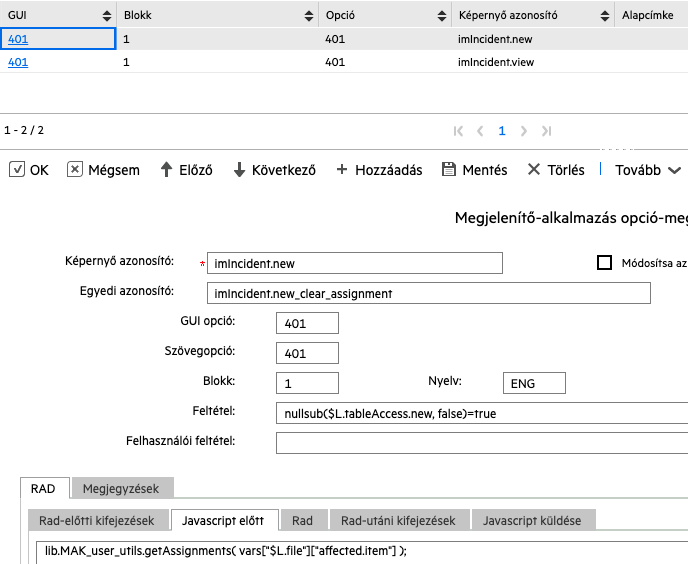 GUI Blokk Opció Képernyő azonosító Alapcímke
401 1 401 imIncident.new
401 1 401 imIncident.view
1 - 2 / 2 1
OK Mégsem Előző Következő Hozzáadás Mentés Törlés Tovább
Megjelenítő-alkalmazás opció-meg
Képernyő azonosító: * imIncident.new Módosítsa az
Egyedi azonosító: imIncident.new_clear_assignment
GUI opció: 401
Szövegopció: 401
Blokk: 1 Nyelv: ENG
Feltétel: nullsub($L.tableAccess.new, false)=true
Felhasználói feltétel:
RAD Megjegyzések
Rad-előtti kifejezések Javascript előtt Rad Rad-utáni kifejezések Javascript küldése
lib.MAK_user_utils.getAssignments( vars["$L.file"]["affected.item"] );